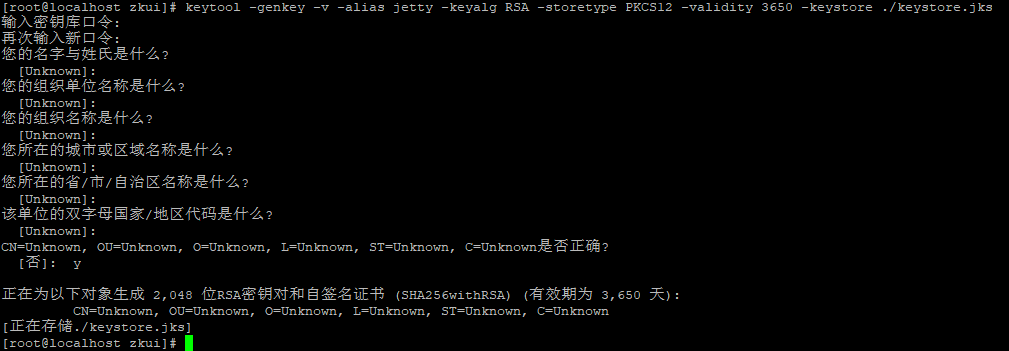 [root@localhost zkui]# keytool -genkey -v -alias jetty -keyalg RSA -storetype PKCS12 -validity 3650 -keystore ./keystore.jks
输入密钥库口令:
再次输入新口令:
您的名字与姓氏是什么?
  [Unknown]:
您的组织单位名称是什么?
  [Unknown]:
您的组织名称是什么?
  [Unknown]:
您所在的城市或区域名称是什么?
  [Unknown]:
您所在的省/市/自治区名称是什么?
  [Unknown]:
该单位的双字母国家/地区代码是什么?
  [Unknown]:
CN=Unknown, OU=Unknown, O=Unknown, L=Unknown, ST=Unknown, C=Unknown是否正确?
  [否]:  y
正在为以下对象生成 2,048 位RSA密钥对和自签名证书 (SHA256withRSA) (有效期为 3,650 天):
        CN=Unknown, OU=Unknown, O=Unknown, L=Unknown, ST=Unknown, C=Unknown
[正在存储./keystore.jks]
[root@localhost zkui]#